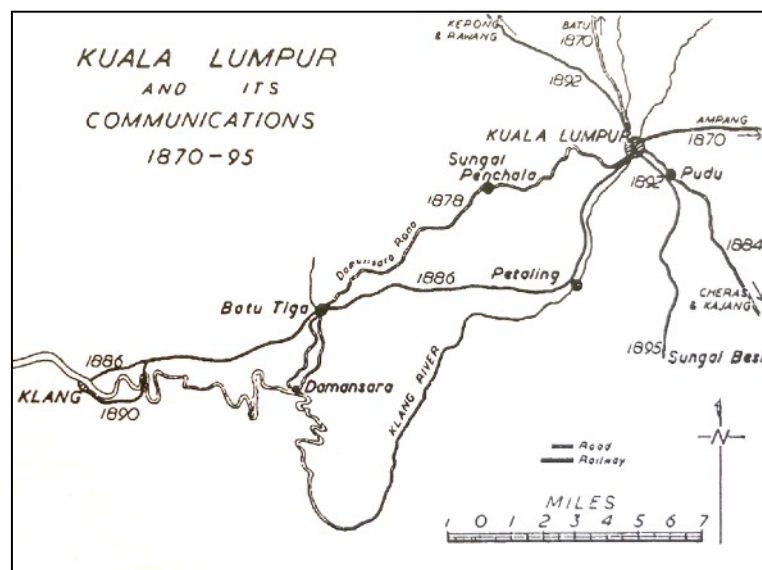 KUALA LUMPUR
AND ITS
COMMUNICATIONS
1870-95
KEPONG
& RAWANG
1892
BATU
1870
AMPANG
1870
KUALA LUMPUR
1892
Pudu
Sungai
Penchala
1878
Damansara Road
1884
Petaling
1886
CHERAS
& KAJANG
Batu Tiga
1895
Sungai Besi
1886
KLANG
1890
Damansara
KLANG RIVER
N
Road
Railway
MILES
1 0 1 2 3 4 5 6 7